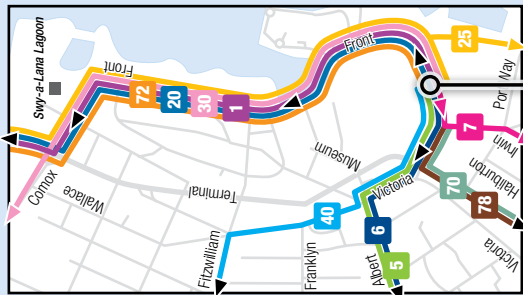 Swy-a-Lana Lagoon
Front
72
20
30
1
Front
25
Port Way
Comox
Wallace
Terminal
Museum
7
Irwin
Victoria
70
Haliburton
78
Victoria
40
Fitzwilliam
Franklyn
6
Albert
5